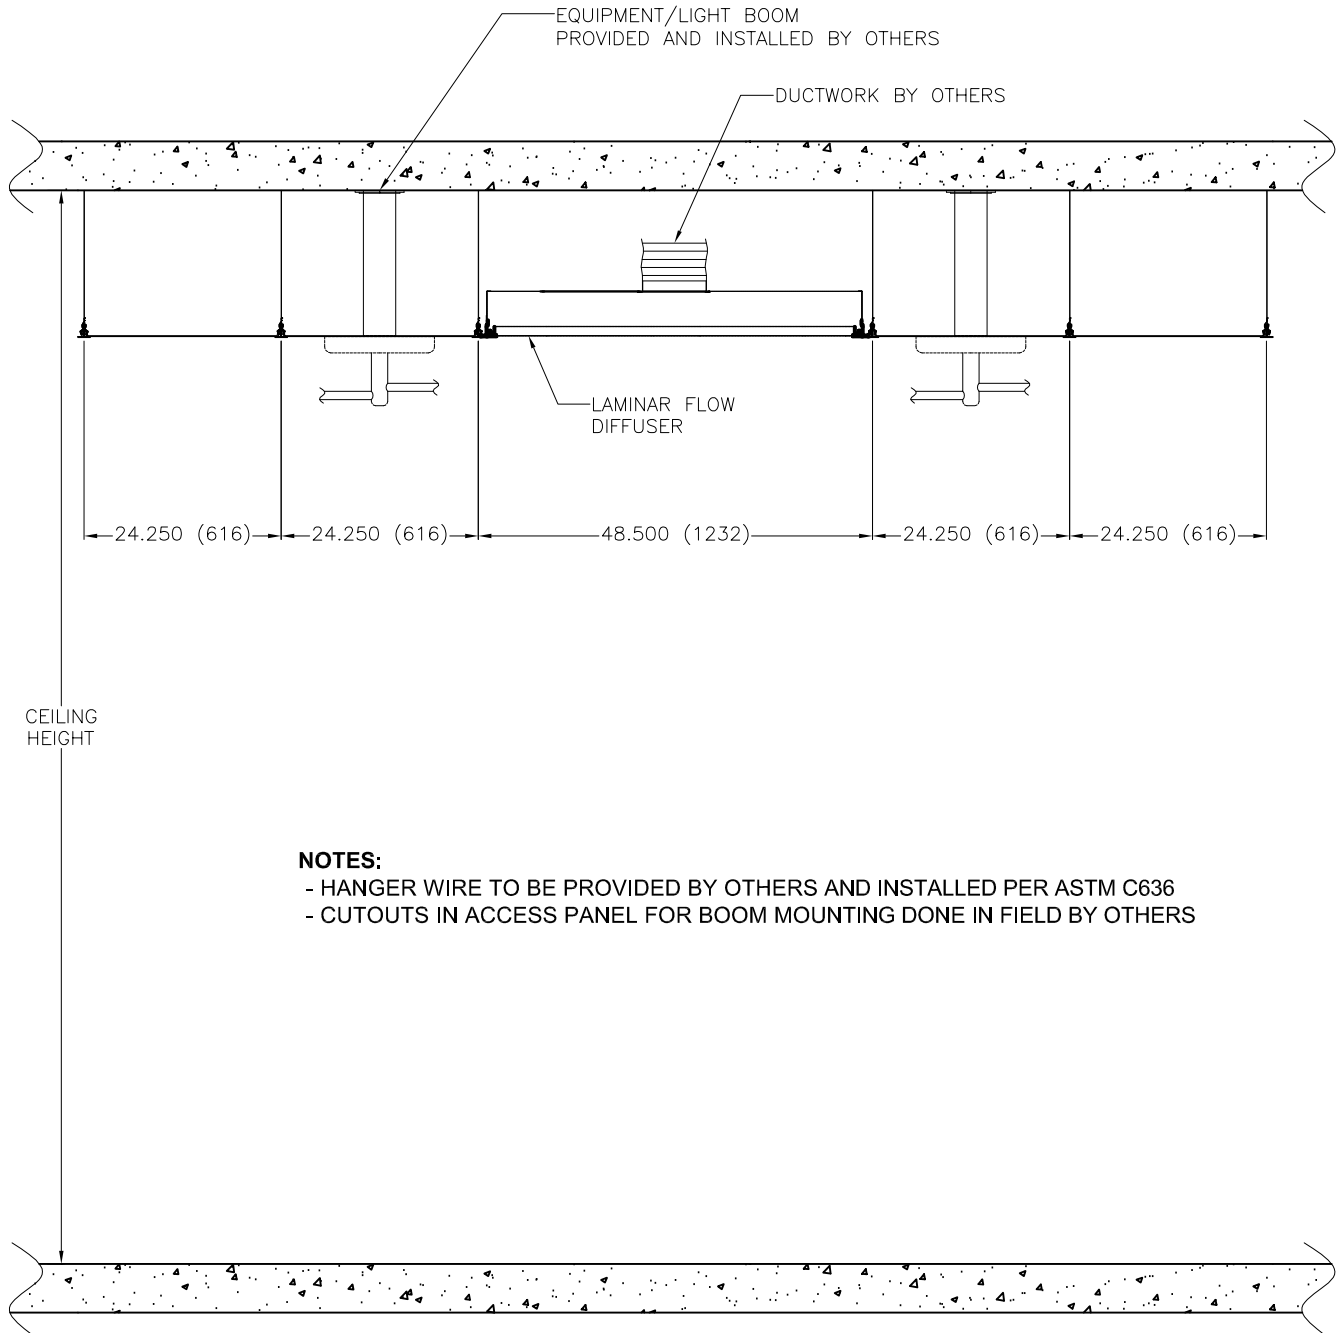 EQUIPMENT/LIGHT BOOM
PROVIDED AND INSTALLED BY OTHERS
DUCTWORK BY OTHERS
LAMINAR FLOW
DIFFUSER
24.250 (616)
24.250 (616)
48.500 (1232)
24.250 (616)
24.250 (616)
CEILING
HEIGHT
NOTES:
- HANGER WIRE TO BE PROVIDED BY OTHERS AND INSTALLED PER ASTM C636
- CUTOUTS IN ACCESS PANEL FOR BOOM MOUNTING DONE IN FIELD BY OTHERS